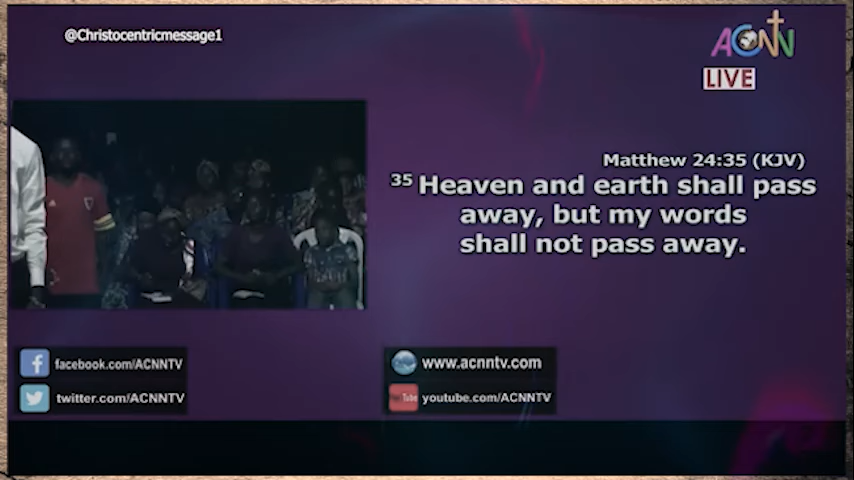 @Christocentricmessage1
ACNN
LIVE
Matthew 24:35 (KJV)
35 Heaven and earth shall pass
away, but my words
shall not pass away.
facebook.com/ACNNTV
www.acnntv.com
twitter.com/ACNNTV
youtube.com/ACNNTV